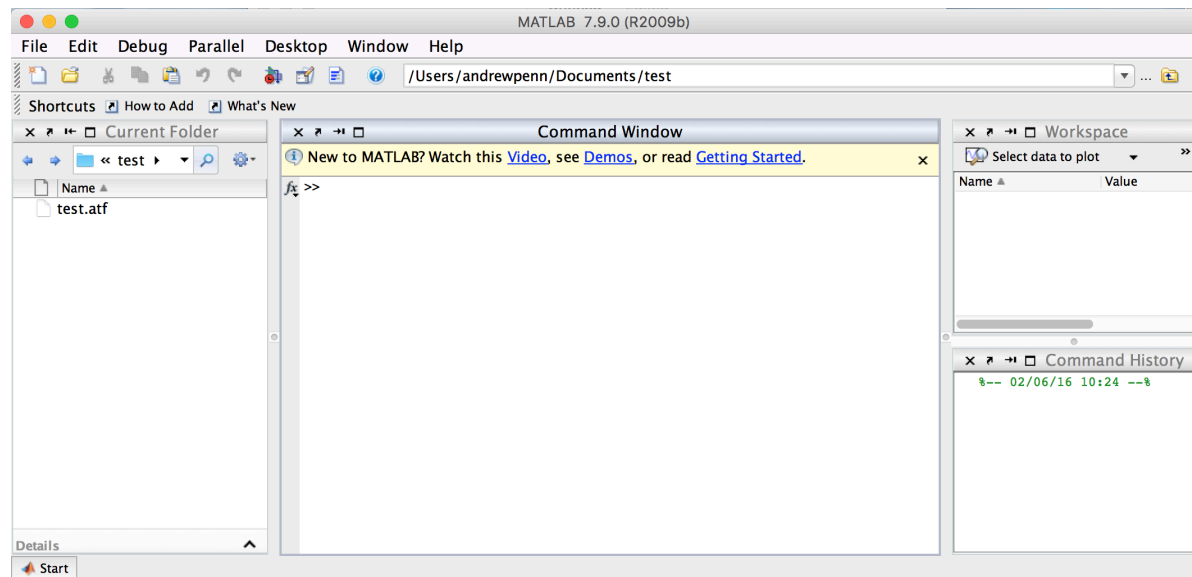 MATLAB 7.9.0 (R2009b)
File Edit Debug Parallel Desktop Window Help
/Users/andrewpenn/Documents/test ...
Shortcuts How to Add What's New
Current Folder
« test
Name
test.atf
Details
Command Window
New to MATLAB? Watch this Video, see Demos, or read Getting Started.
fx >>
Workspace
Select data to plot »
Name Value
Command History
%-- 02/06/16 10:24 --%
Start